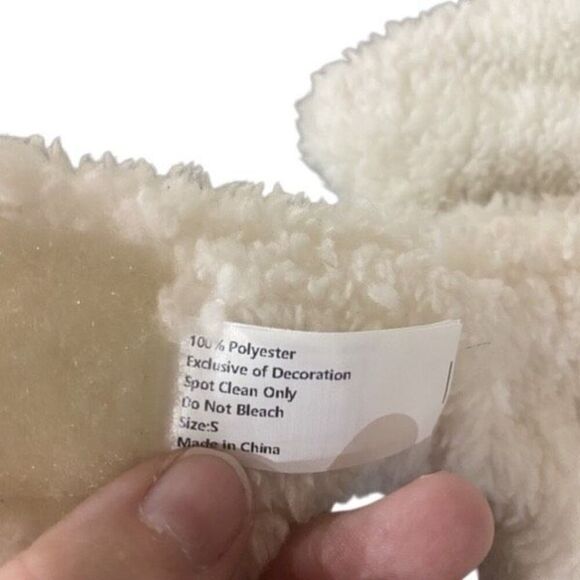 100% Polyester
Exclusive of Decoration
Spot Clean Only
Do Not Bleach
Size:S
Made in China